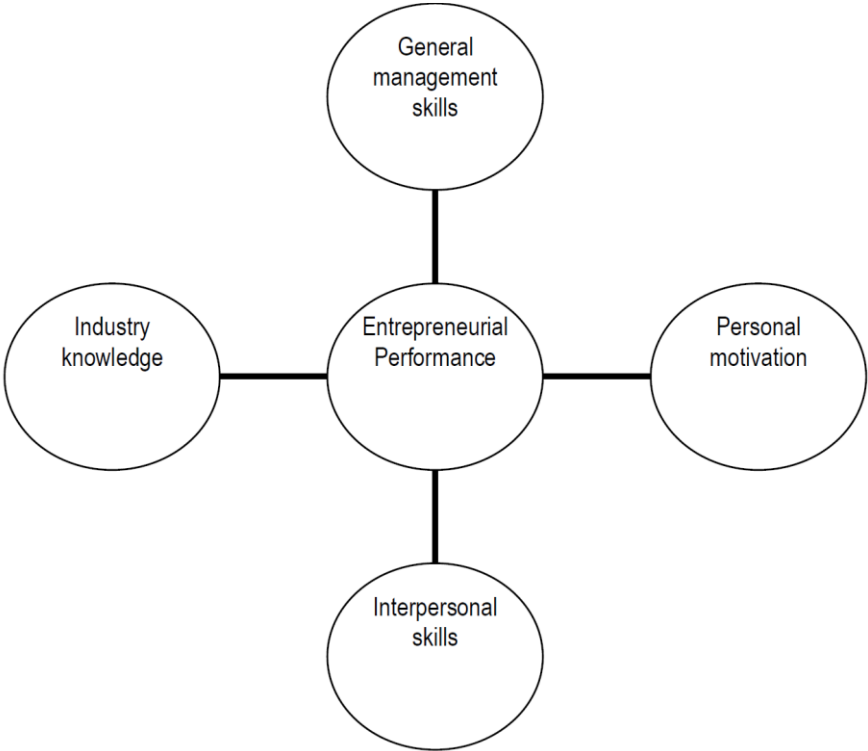 General
management
skills
Industry
knowledge
Entrepreneurial
Performance
Personal
motivation
Interpersonal
skills